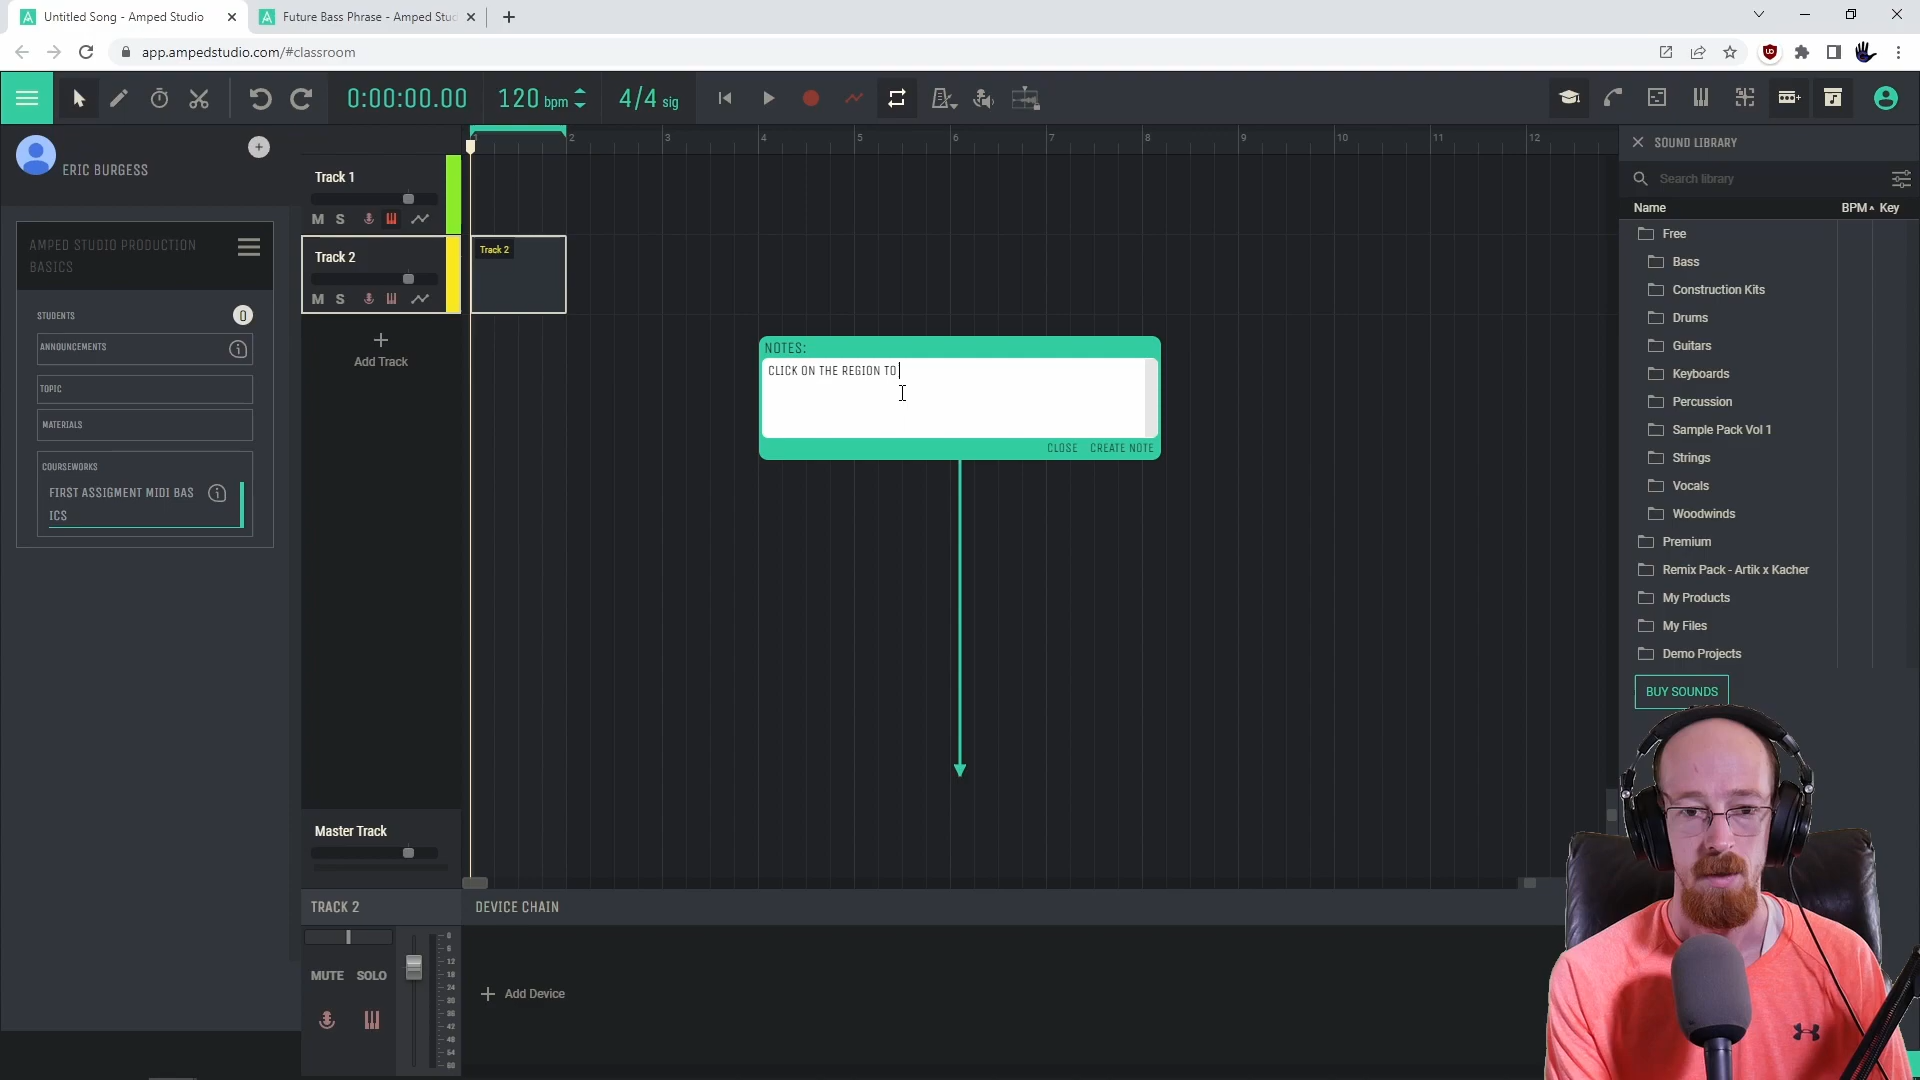 Untitled Song - Amped Studio
Future Bass Phrase - Amped Stud
app.ampedstudio.com/#classroom
0:00:00.00
120 bpm
4/4 sig
ERIC BURGESS
AMPED STUDIO PRODUCTION
BASICS
STUDENTS
0
ANNOUNCEMENTS
TOPIC
MATERIALS
COURSEWORKS
FIRST ASSIGMENT MIDI BAS
ICS
1 2 3 4 5 6 7 8 9 10 11 12
Track 1
M S
Track 2
M S
Track 2
Add Track
NOTES:
CLICK ON THE REGION TO
CLOSE CREATE NOTE
Master Track
TRACK 2
DEVICE CHAIN
MUTE SOLO
Add Device
SOUND LIBRARY
Search library
Name BPM Key
Free
Bass
Construction Kits
Drums
Guitars
Keyboards
Percussion
Sample Pack Vol 1
Strings
Vocals
Woodwinds
Premium
Remix Pack - Artik x Kacher
My Products
My Files
Demo Projects
BUY SOUNDS